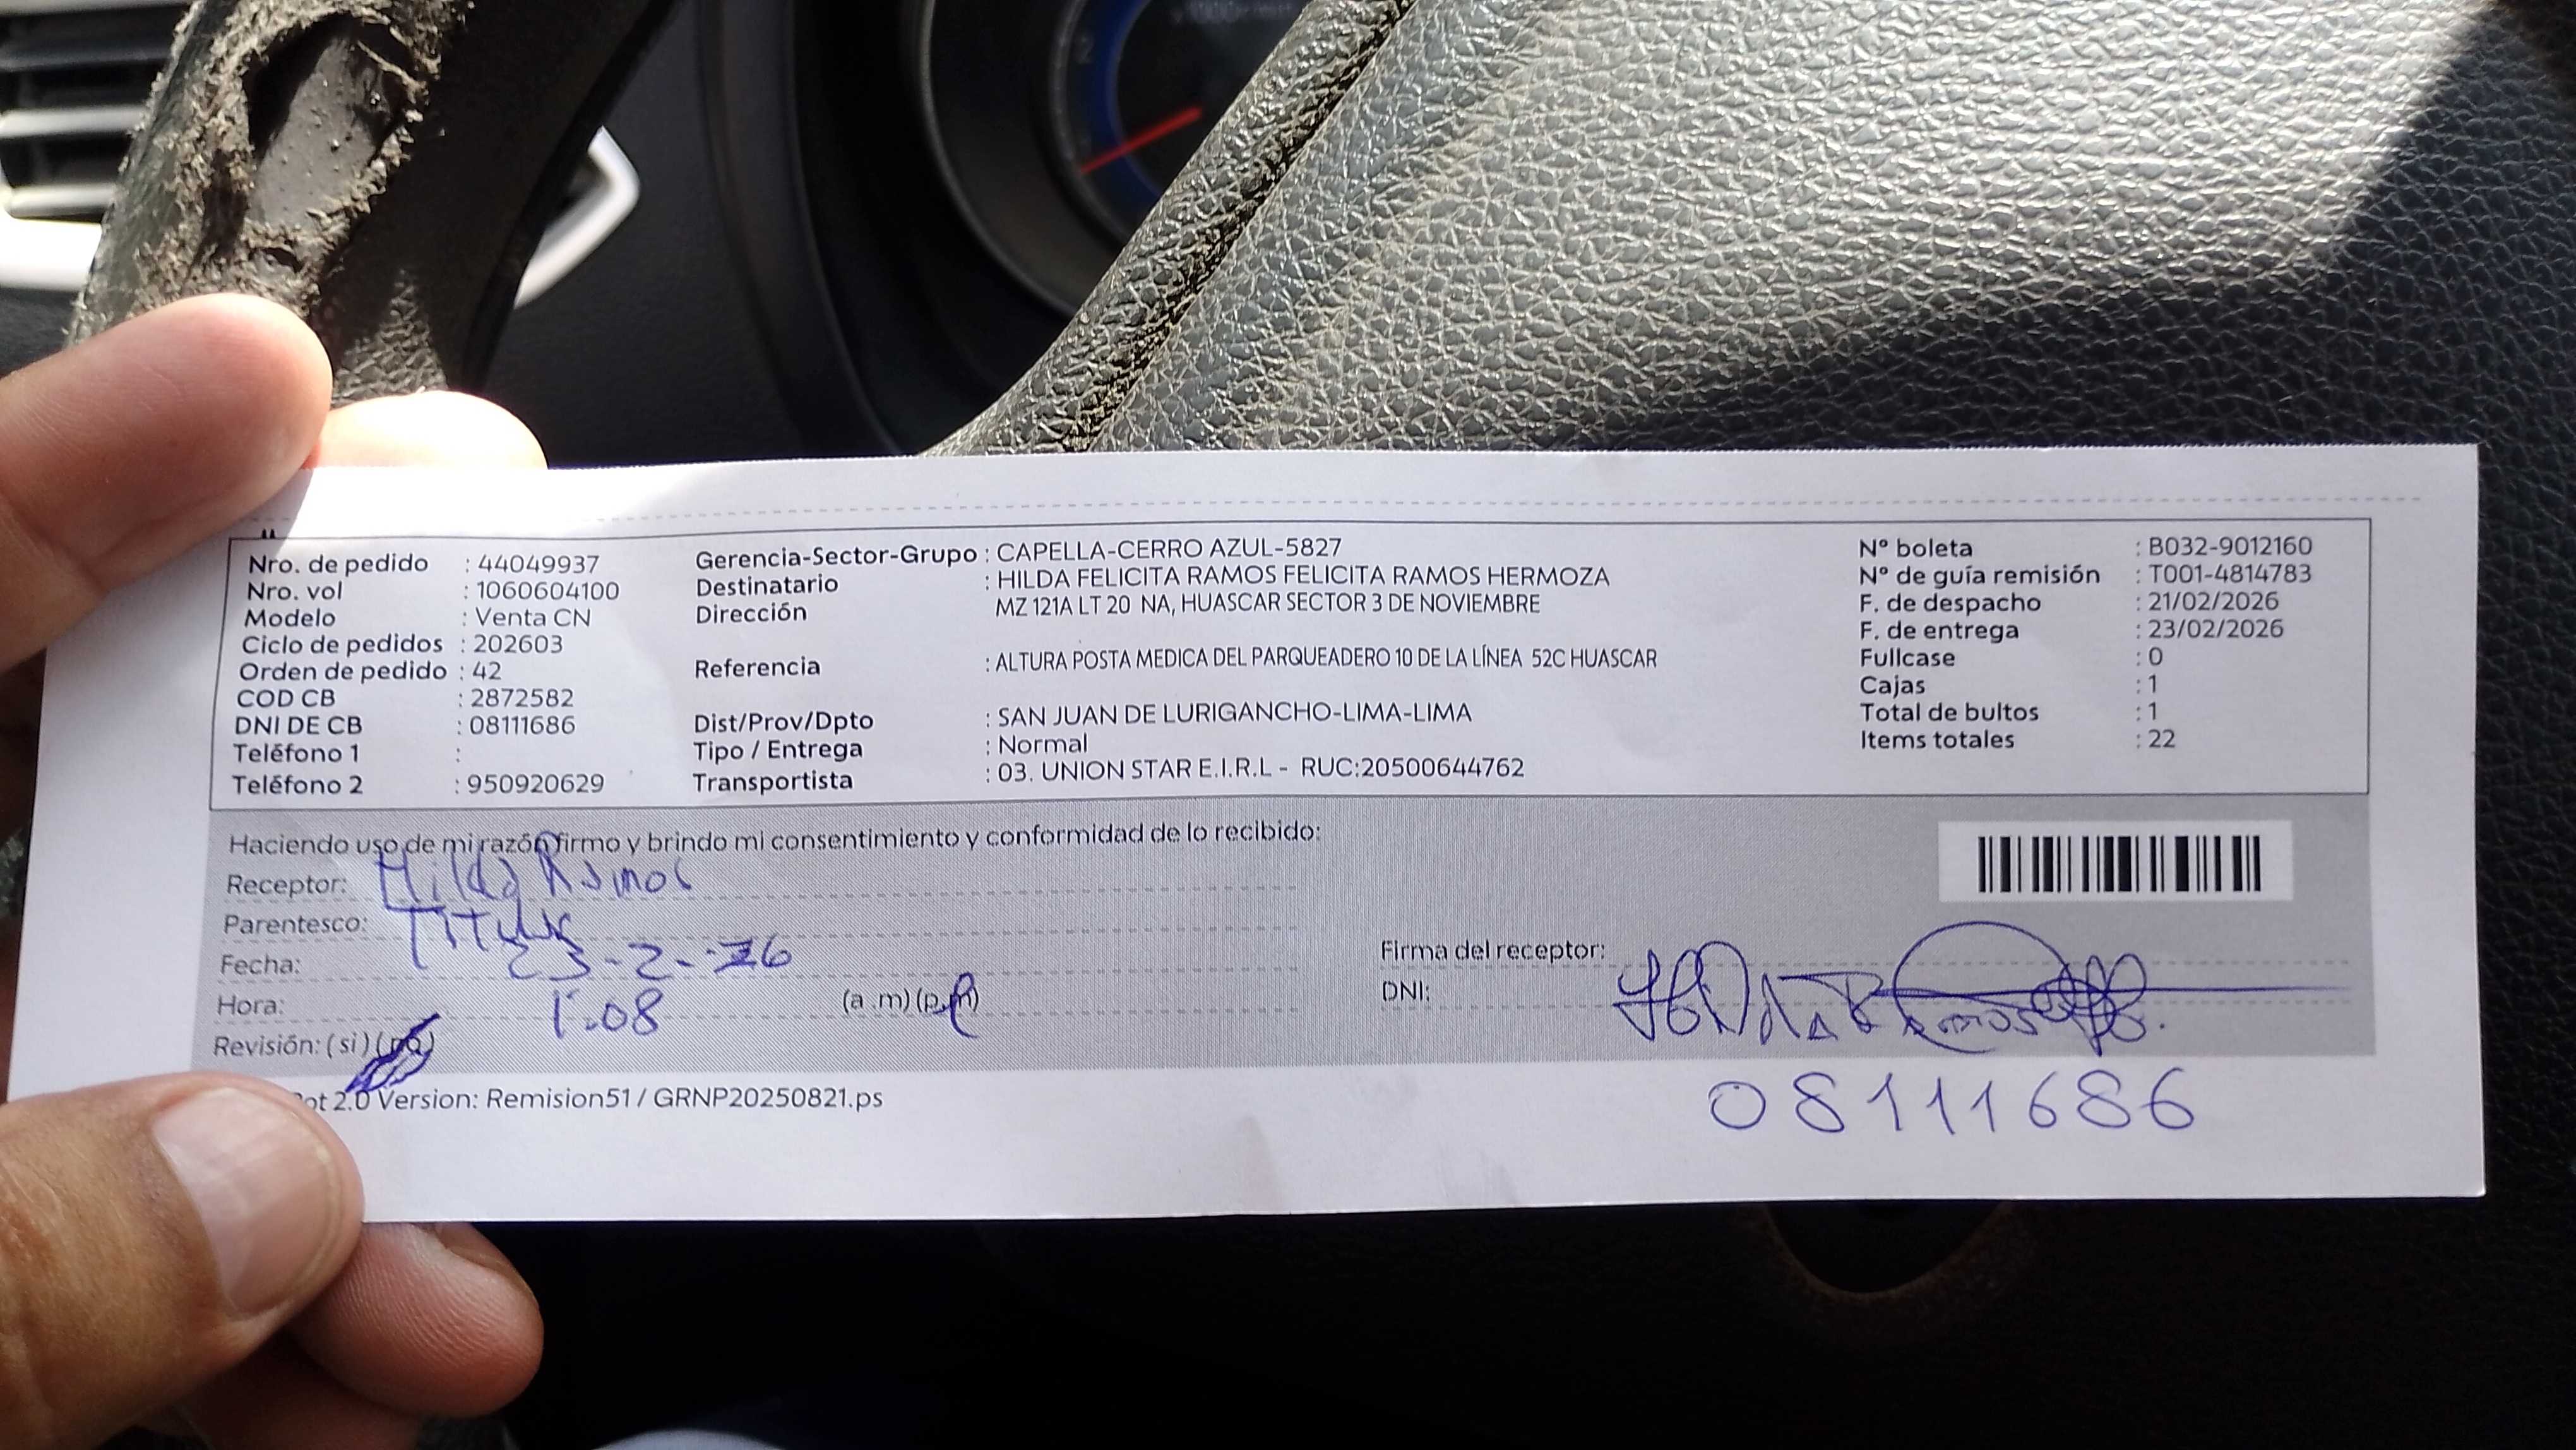 Nro. de pedido : 44049937
Nro. vol : 1060604100
Modelo : Venta CN
Ciclo de pedidos : 202603
Orden de pedido : 42
COD CB : 2872582
DNI DE CB : 08111686
Teléfono 1 :
Teléfono 2 : 950920629
Gerencia-Sector-Grupo : CAPELLA-CERRO AZUL-5827
Destinatario : HILDA FELICITA RAMOS FELICITA RAMOS HERMOZA
Dirección MZ 121A LT 20 NA, HUASCAR SECTOR 3 DE NOVIEMBRE
Referencia : ALTURA POSTA MEDICA DEL PARQUEADERO 10 DE LA LÍNEA 52C HUASCAR
Dist/Prov/Dpto : SAN JUAN DE LURIGANCHO-LIMA-LIMA
Tipo / Entrega : Normal
Transportista : 03. UNION STAR E.I.R.L - RUC:20500644762
N° boleta : B032-9012160
N° de guía remisión : T001-4814783
F. de despacho : 21/02/2026
F. de entrega : 23/02/2026
Fullcase : 0
Cajas : 1
Total de bultos : 1
Items totales : 22
Haciendo uso de mi razón firmo y brindo mi consentimiento y conformidad de lo recibido:
Receptor: Hilda Ramos
Parentesco: Titular
Fecha: 23-2-26
Hora: 1:08 (a .m) (p.m)
Revisión: ( si ) ( no )
Firma del receptor:
DNI:
08111686
ot 2.0 Version: Remision51 / GRNP20250821.ps